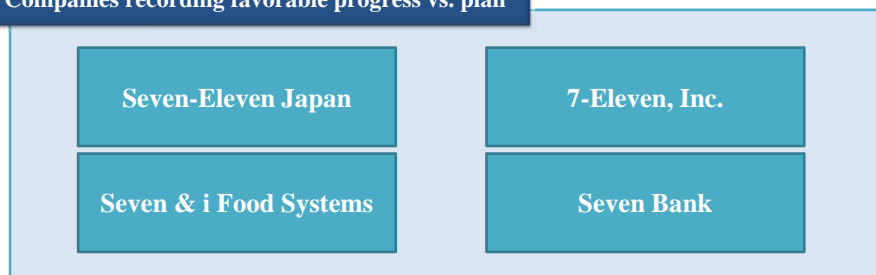 Companies recording favorable progress vs. plan
Seven-Eleven Japan
7-Eleven, Inc.
Seven & i Food Systems
Seven Bank